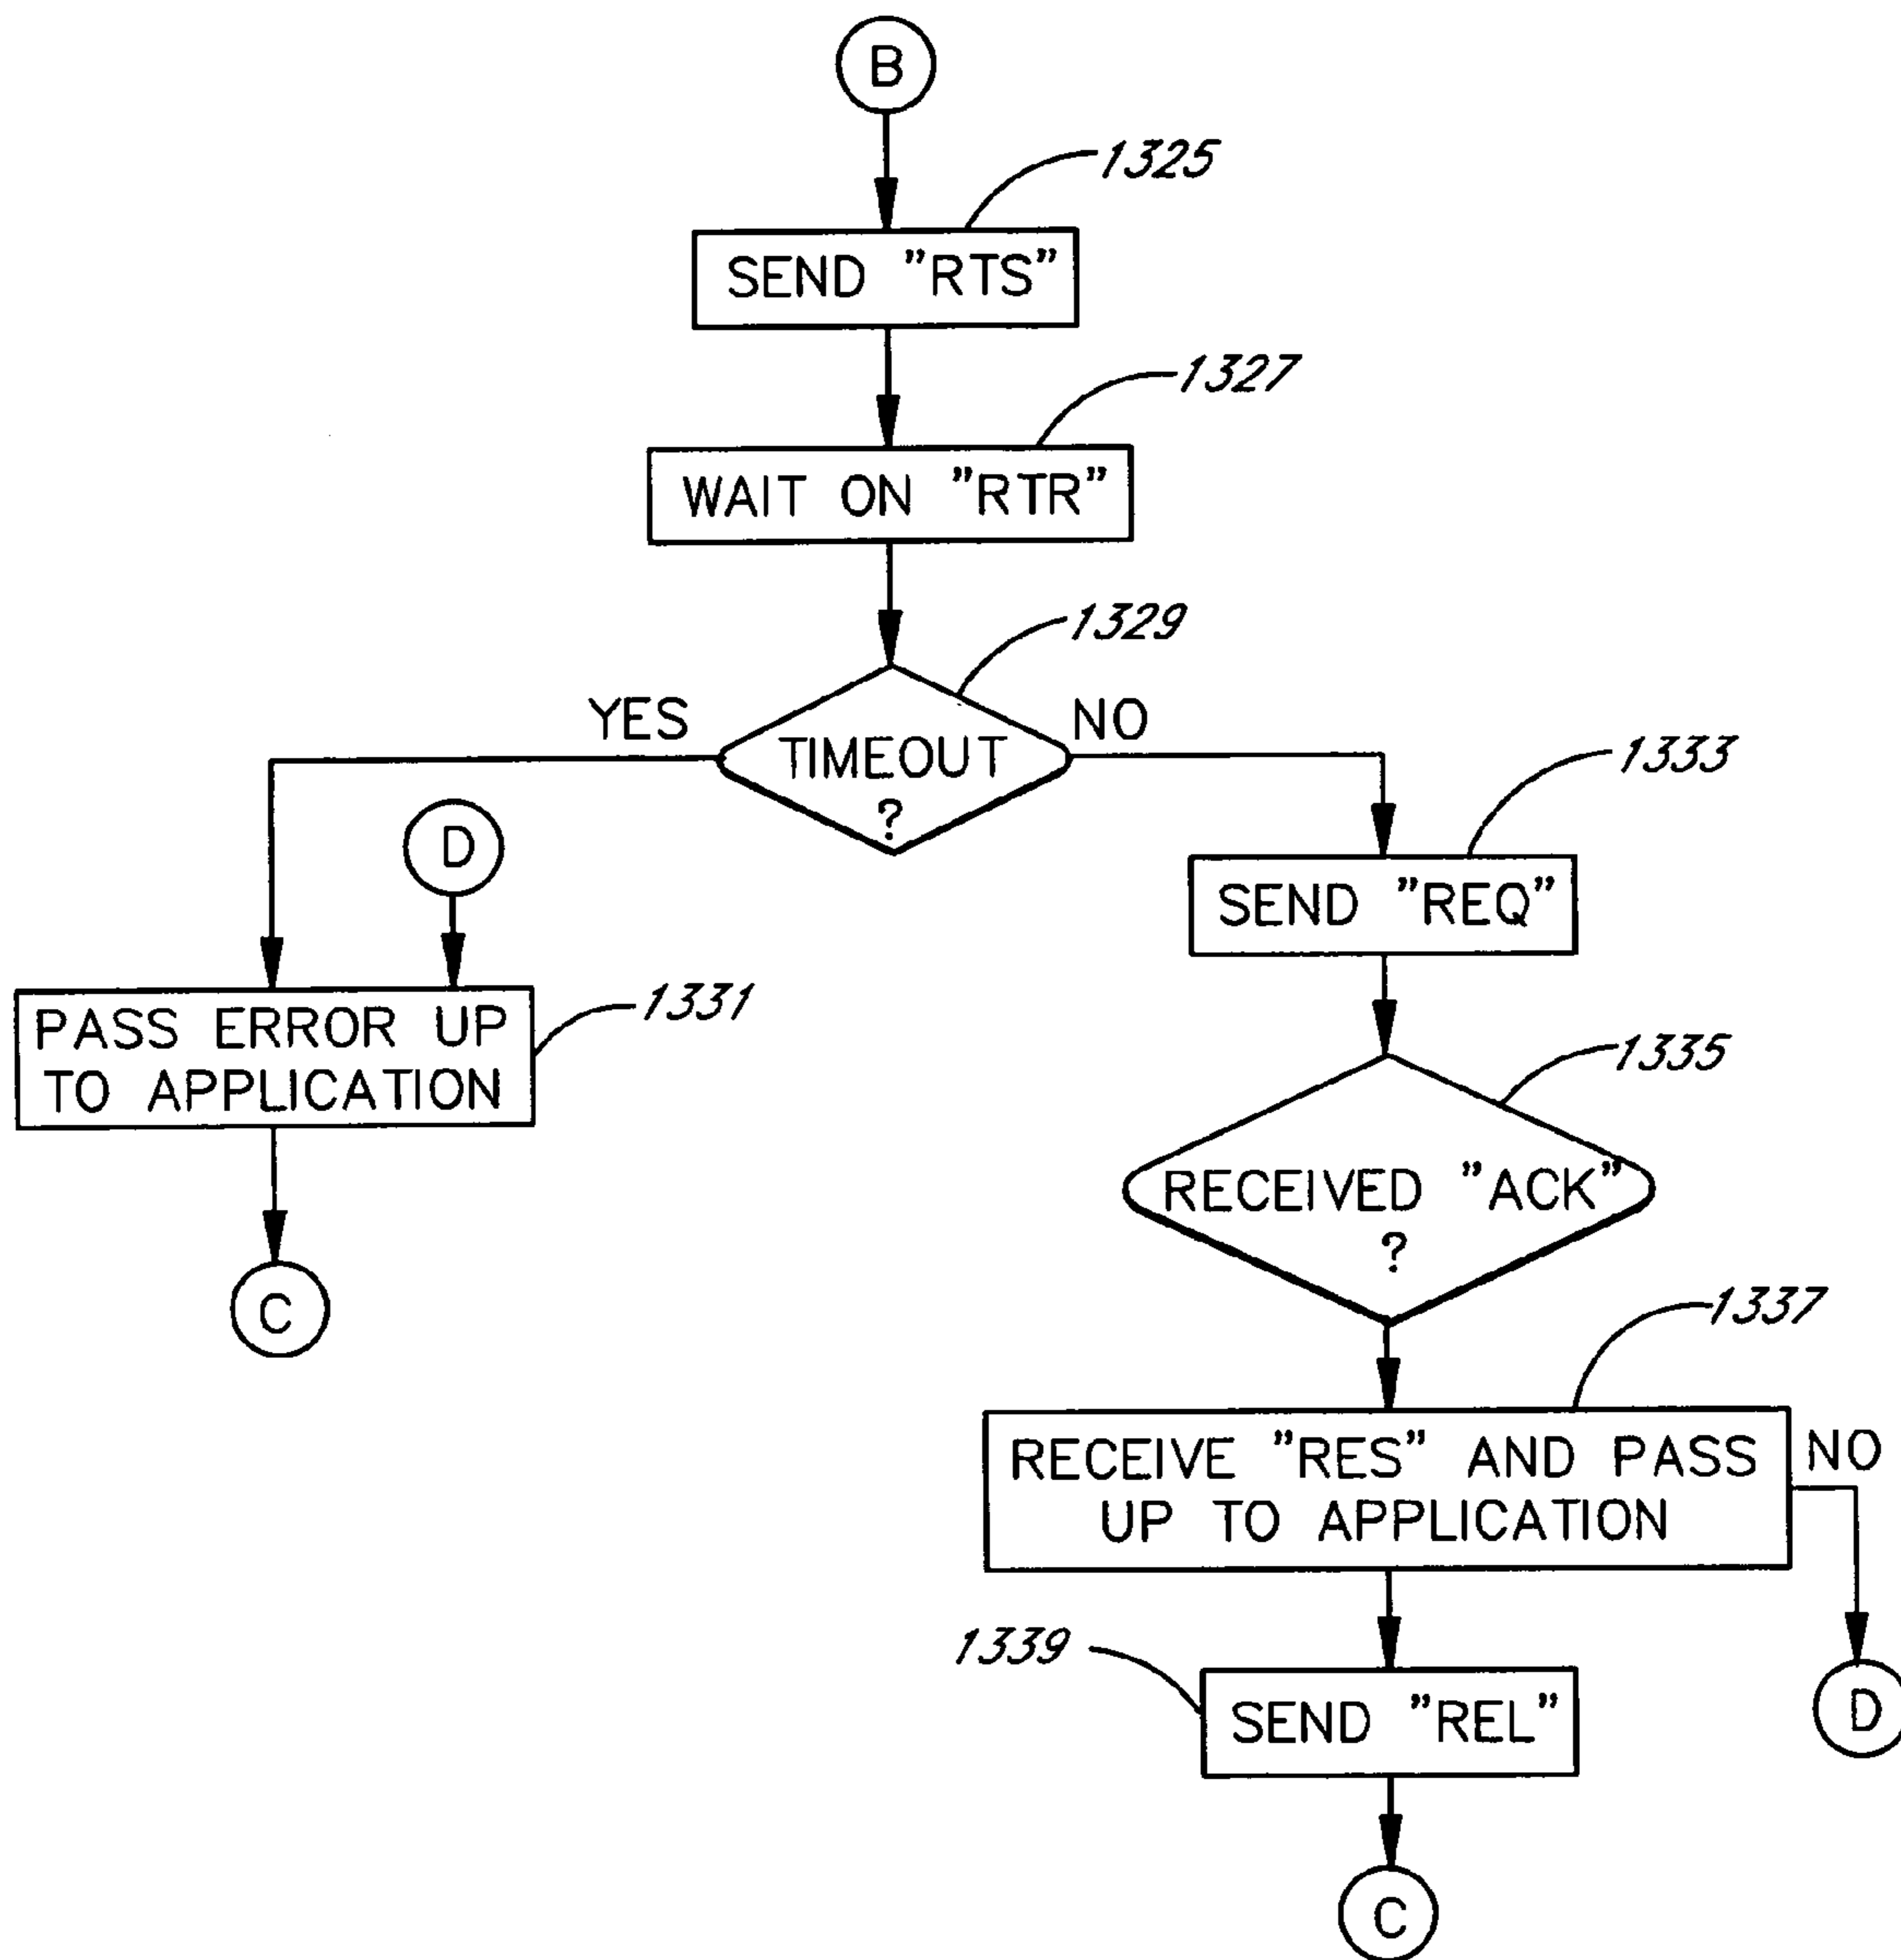 B
1325
SEND "RTS"
1327
WAIT ON "RTR"
1329
YES
NO
TIMEOUT
?
1333
D
SEND "REQ"
1331
PASS ERROR UP
TO APPLICATION
1335
RECEIVED "ACK"
?
C
1337
RECEIVE "RES" AND PASS
UP TO APPLICATION
NO
1339
SEND "REL"
D
C